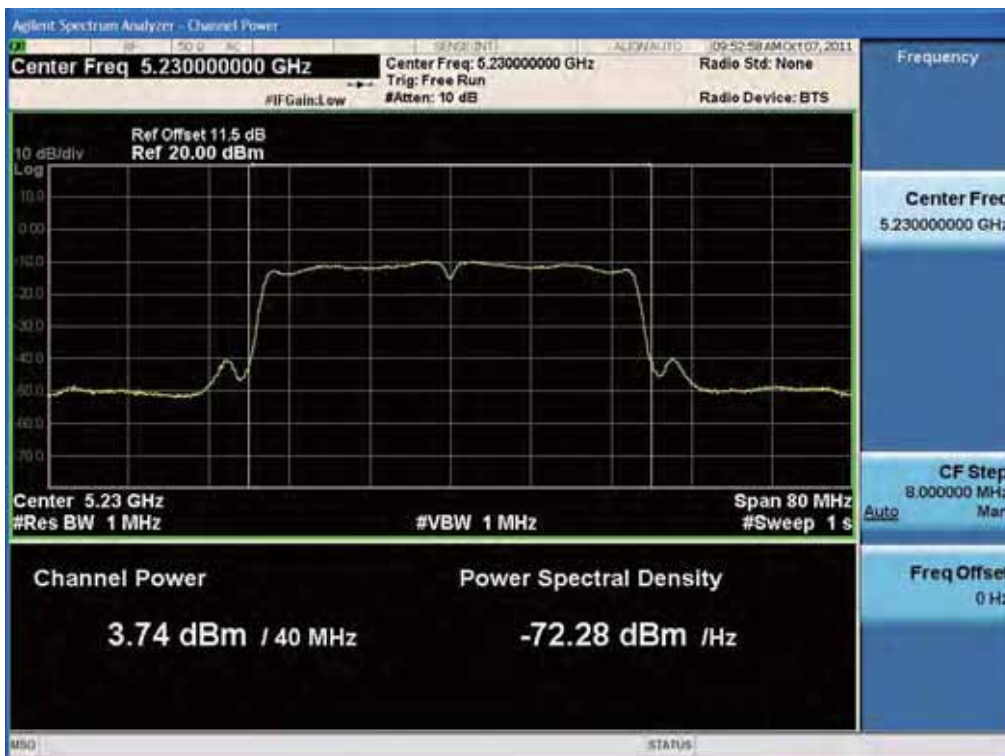 Agilent Spectrum Analyzer - Channel Power
RF 50 Ω AC SENSE:INT ALIGN AUTO 09:52:58 AM Oct 07, 2011
Center Freq 5.230000000 GHz
Center Freq: 5.230000000 GHz
Radio Std: None
Trig: Free Run
#IFGain:Low
#Atten: 10 dB
Radio Device: BTS
Ref Offset 11.5 dB
10 dB/div
Ref 20.00 dBm
Log
10.0
0.00
-10.0
-20.0
-30.0
-40.0
-50.0
-60.0
-70.0
Center 5.23 GHz
Span 80 MHz
#Res BW 1 MHz
#VBW 1 MHz
#Sweep 1 s
Channel Power
Power Spectral Density
3.74 dBm / 40 MHz
-72.28 dBm /Hz
MSG
STATUS
Frequency
Center Freq
5.230000000 GHz
CF Step
8.000000 MHz
Auto Man
Freq Offset
0 Hz